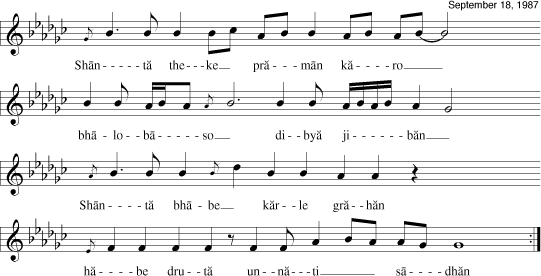 September 18, 1987
Shān - - - - - tā the - - ke prā - - mān kā - - ro
bhā - lo - bā - - - - so di - - byā ji - - - - - bān
Shān - - - - tā bhā - be kār - le grā - - hān
hā - - - be dru - - tā un - - nā - - ti sā - - - - dhān